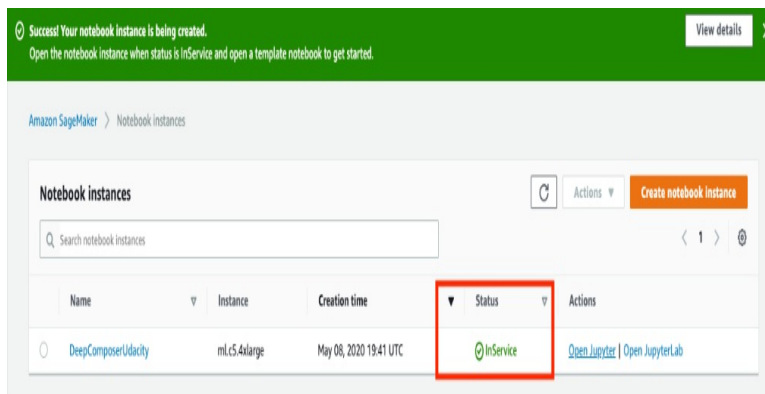 Success! Your notebook instance is being created.
Open the notebook instance when status is InService and open a template notebook to get started.
View details
Amazon SageMaker > Notebook instances
Notebook instances
Actions
Create notebook instance
Search notebook instances
< 1 >
Name Instance Creation time Status Actions
DeepComposerUdacity ml.c5.4xlarge May 08, 2020 19:41 UTC InService Open Jupyter | Open JupyterLab